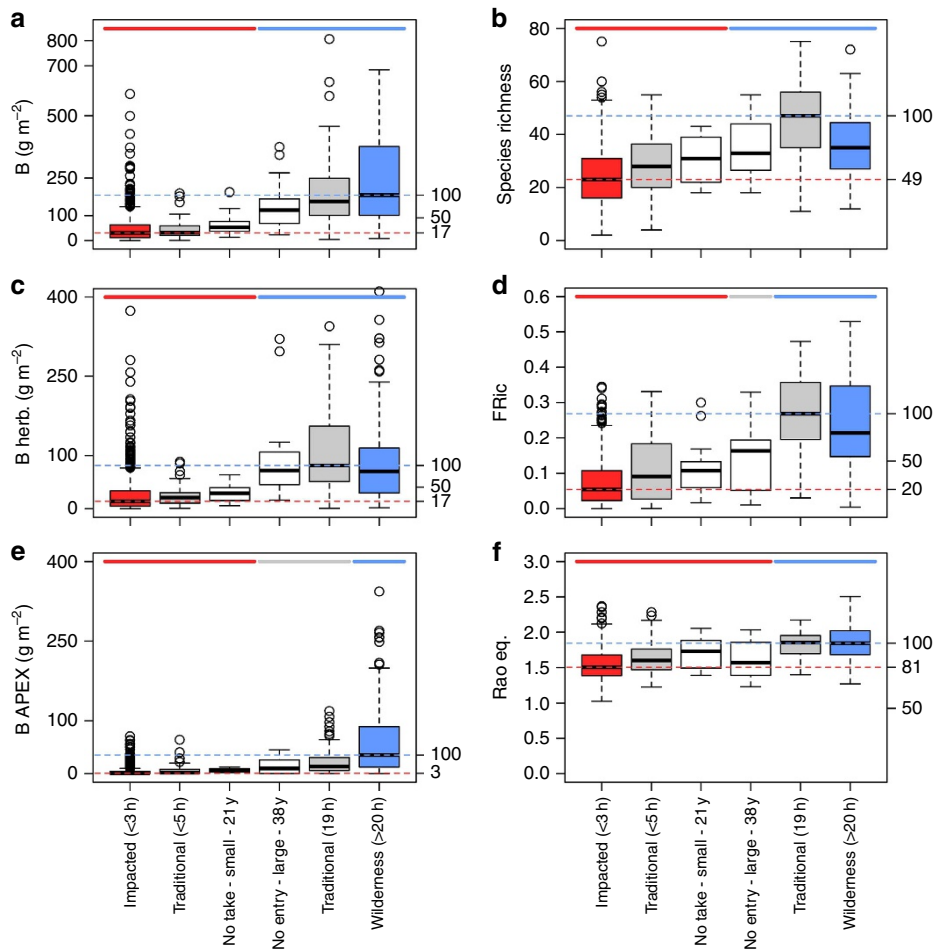 a
B (g m⁻²)
800
700
500
250
100
0
100
50
17
b
Species richness
80
60
40
20
0
100
49
c
B herb. (g m⁻²)
400
250
100
0
100
50
17
d
FRic
0.6
0.5
0.4
0.3
0.2
0.1
0.0
100
50
20
e
B APEX (g m⁻²)
400
250
100
0
100
3
f
Rao eq.
3.0
2.5
2.0
1.5
1.0
0.5
0.0
100
81
50
Impacted (<3 h)
Traditional (<5 h)
No take - small - 21 y
No entry - large - 38 y
Traditional (19 h)
Wilderness (>20 h)
Impacted (<3 h)
Traditional (<5 h)
No take - small - 21 y
No entry - large - 38 y
Traditional (19 h)
Wilderness (>20 h)